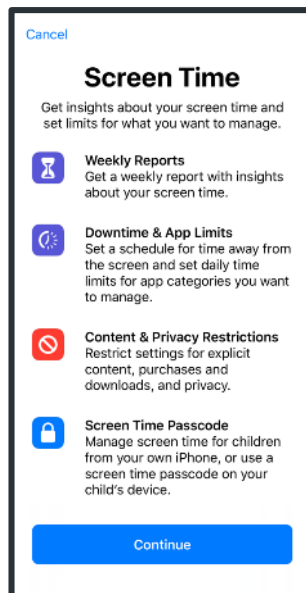 Cancel
Screen Time
Get insights about your screen time and
set limits for what you want to manage.
Weekly Reports
Get a weekly report with insights
about your screen time.
Downtime & App Limits
Set a schedule for time away from
the screen and set daily time
limits for app categories you want
to manage.
Content & Privacy Restrictions
Restrict settings for explicit
content, purchases and
downloads, and privacy.
Screen Time Passcode
Manage screen time for children
from your own iPhone, or use a
screen time passcode on your
child's device.
Continue